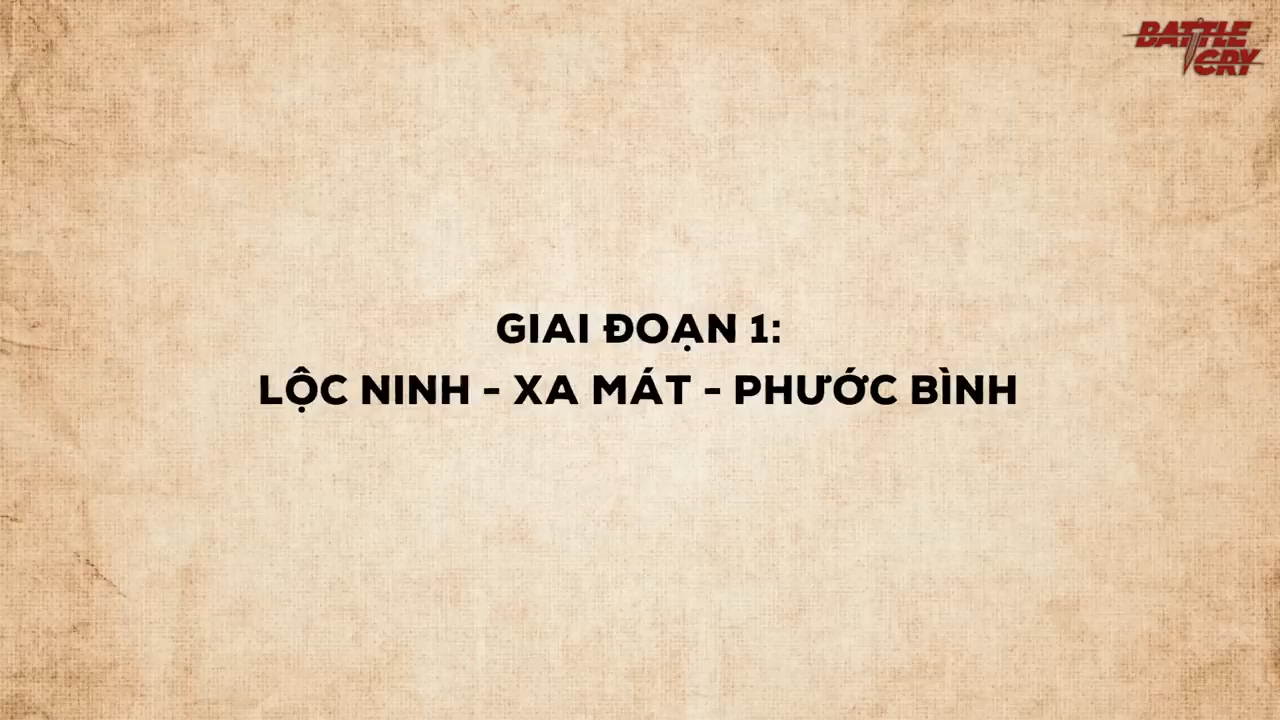 BATTLE
CRY
GIAI ĐOẠN 1:
LỘC NINH - XA MÁT - PHƯỚC BÌNH